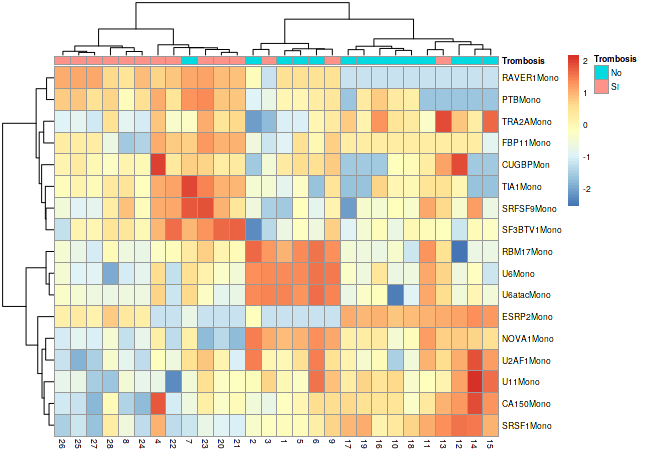 Trombosis
RAVER1Mono
PTBMono
TRA2AMono
FBP11Mono
CUGBPMon
TIA1Mono
SRFSF9Mono
SF3BTV1Mono
RBM17Mono
U6Mono
U6atacMono
ESRP2Mono
NOVA1Mono
U2AF1Mono
U11Mono
CA150Mono
SRSF1Mono
26 25 27 28 8 24 4 22 7 23 20 21 2 3 1 5 6 9 17 19 16 10 18 11 13 12 14 15
2
1
0
-1
-2
Trombosis
No
SI